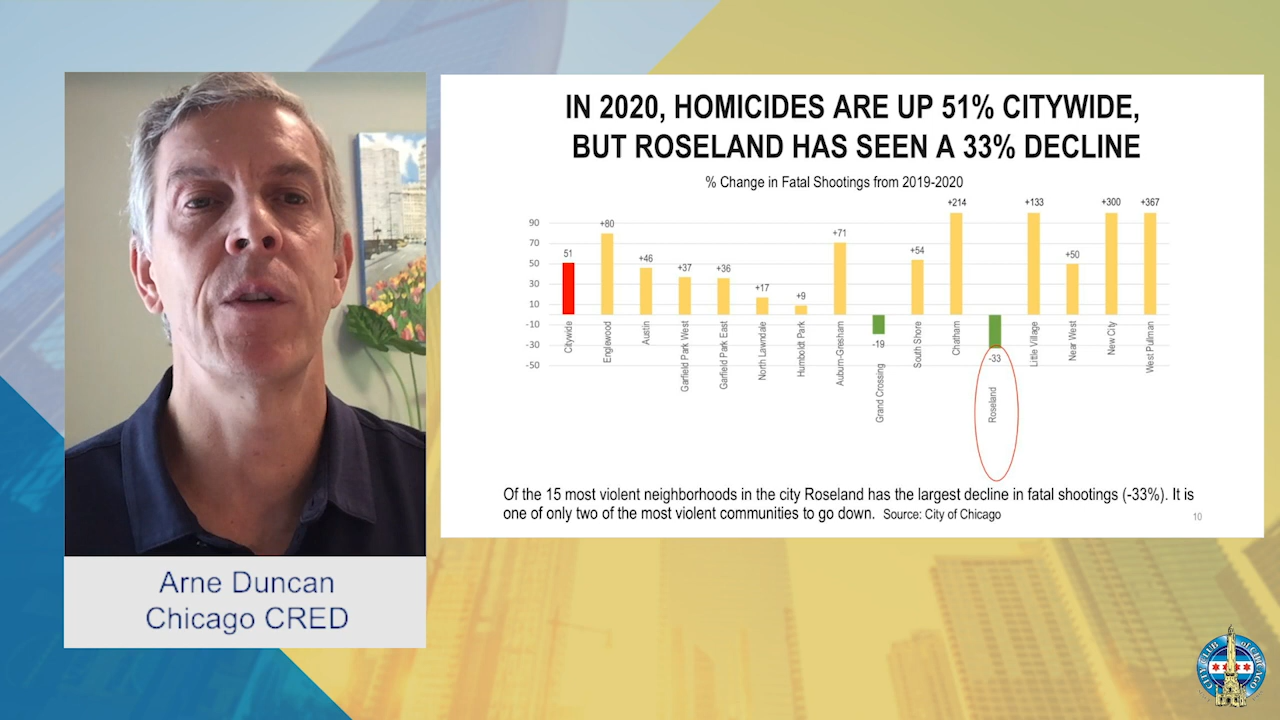 IN 2020, HOMICIDES ARE UP 51% CITYWIDE,
BUT ROSELAND HAS SEEN A 33% DECLINE
% Change in Fatal Shootings from 2019-2020
90
70
50
30
10
-10
-30
-50
51
+80
+46
+37
+36
+17
+9
+71
-19
+54
+214
-33
+133
+50
+300
+367
Citywide
Englewood
Austin
Garfield Park West
Garfield Park East
North Lawndale
Humboldt Park
Auburn-Gresham
Grand Crossing
South Shore
Chatham
Roseland
Little Village
Near West
New City
West Pullman
Of the 15 most violent neighborhoods in the city Roseland has the largest decline in fatal shootings (-33%). It is
one of only two of the most violent communities to go down. Source: City of Chicago
10
Arne Duncan
Chicago CRED
CITY CLUB of CHICAGO